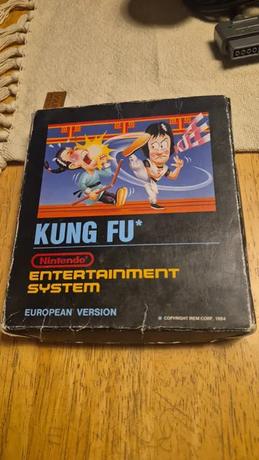 KUNG FU*
Nintendo®
ENTERTAINMENT
SYSTEM
EUROPEAN VERSION
* COPYRIGHT IREM CORP. 1984